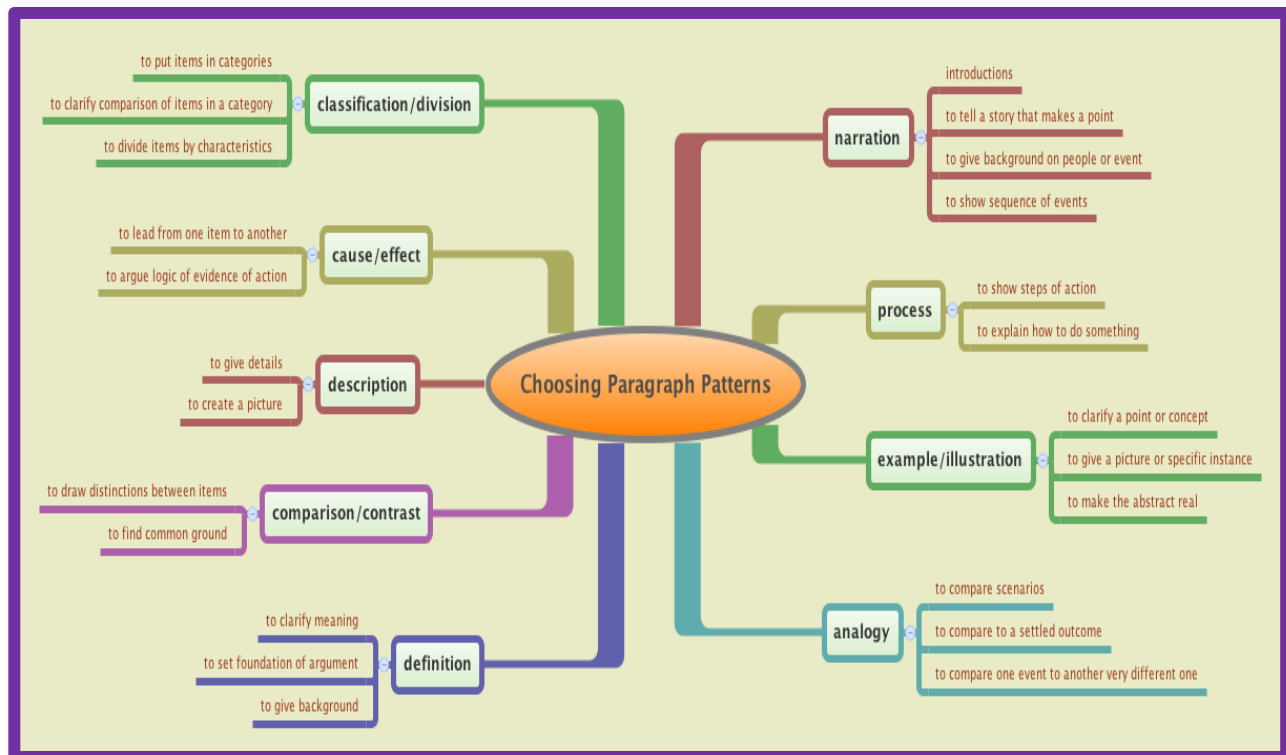 Choosing Paragraph Patterns
classification/division
to put items in categories
to clarify comparison of items in a category
to divide items by characteristics
cause/effect
to lead from one item to another
to argue logic of evidence of action
description
to give details
to create a picture
comparison/contrast
to draw distinctions between items
to find common ground
definition
to clarify meaning
to set foundation of argument
to give background
narration
introductions
to tell a story that makes a point
to give background on people or event
to show sequence of events
process
to show steps of action
to explain how to do something
example/illustration
to clarify a point or concept
to give a picture or specific instance
to make the abstract real
analogy
to compare scenarios
to compare to a settled outcome
to compare one event to another very different one